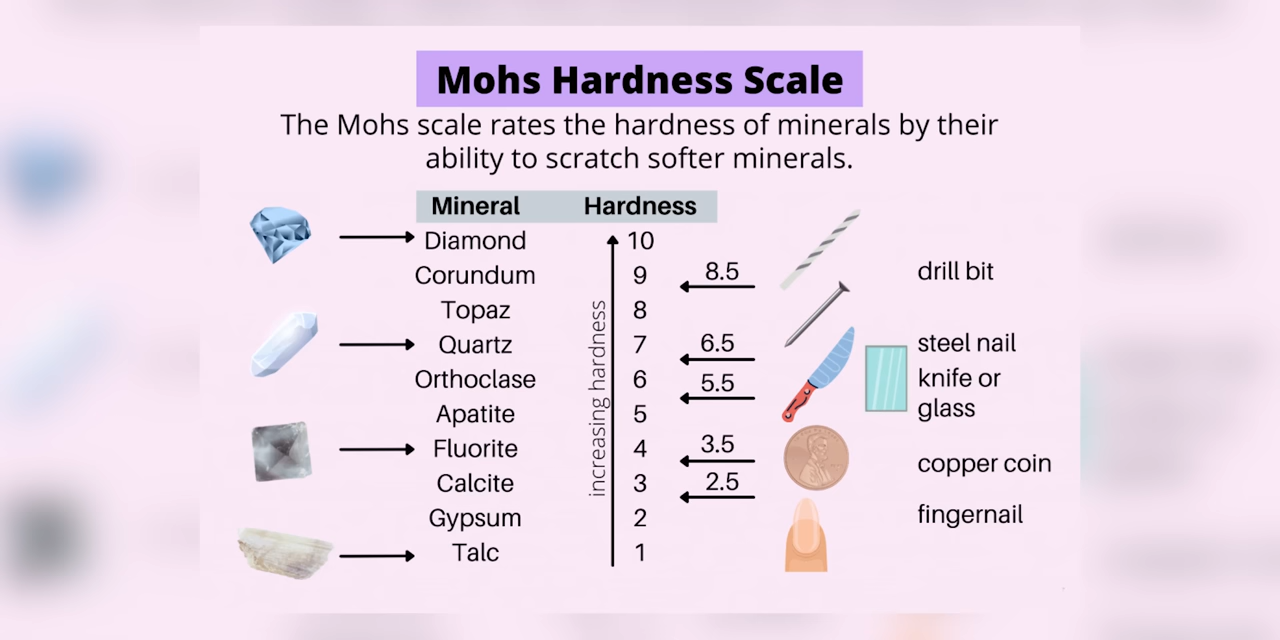 Mohs Hardness Scale
The Mohs scale rates the hardness of minerals by their
ability to scratch softer minerals.
Mineral Hardness
Diamond 10
Corundum 9 8.5 drill bit
Topaz 8
Quartz 7 6.5 steel nail
Orthoclase 6 5.5 knife or
glass
Apatite 5
Fluorite 4 3.5 copper coin
Calcite 3 2.5 fingernail
Gypsum 2
Talc 1
increasing hardness